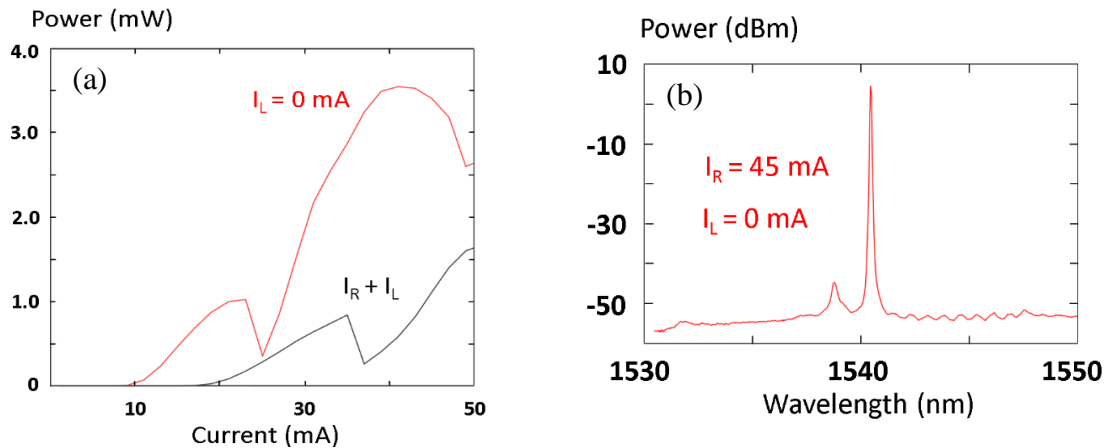 Power (mW)
4.0
3.0
2.0
1.0
0
(a)
I_L = 0 mA
I_R + I_L
10
30
50
Current (mA)
Power (dBm)
10
-10
-30
-50
(b)
I_R = 45 mA
I_L = 0 mA
1530
1540
1550
Wavelength (nm)